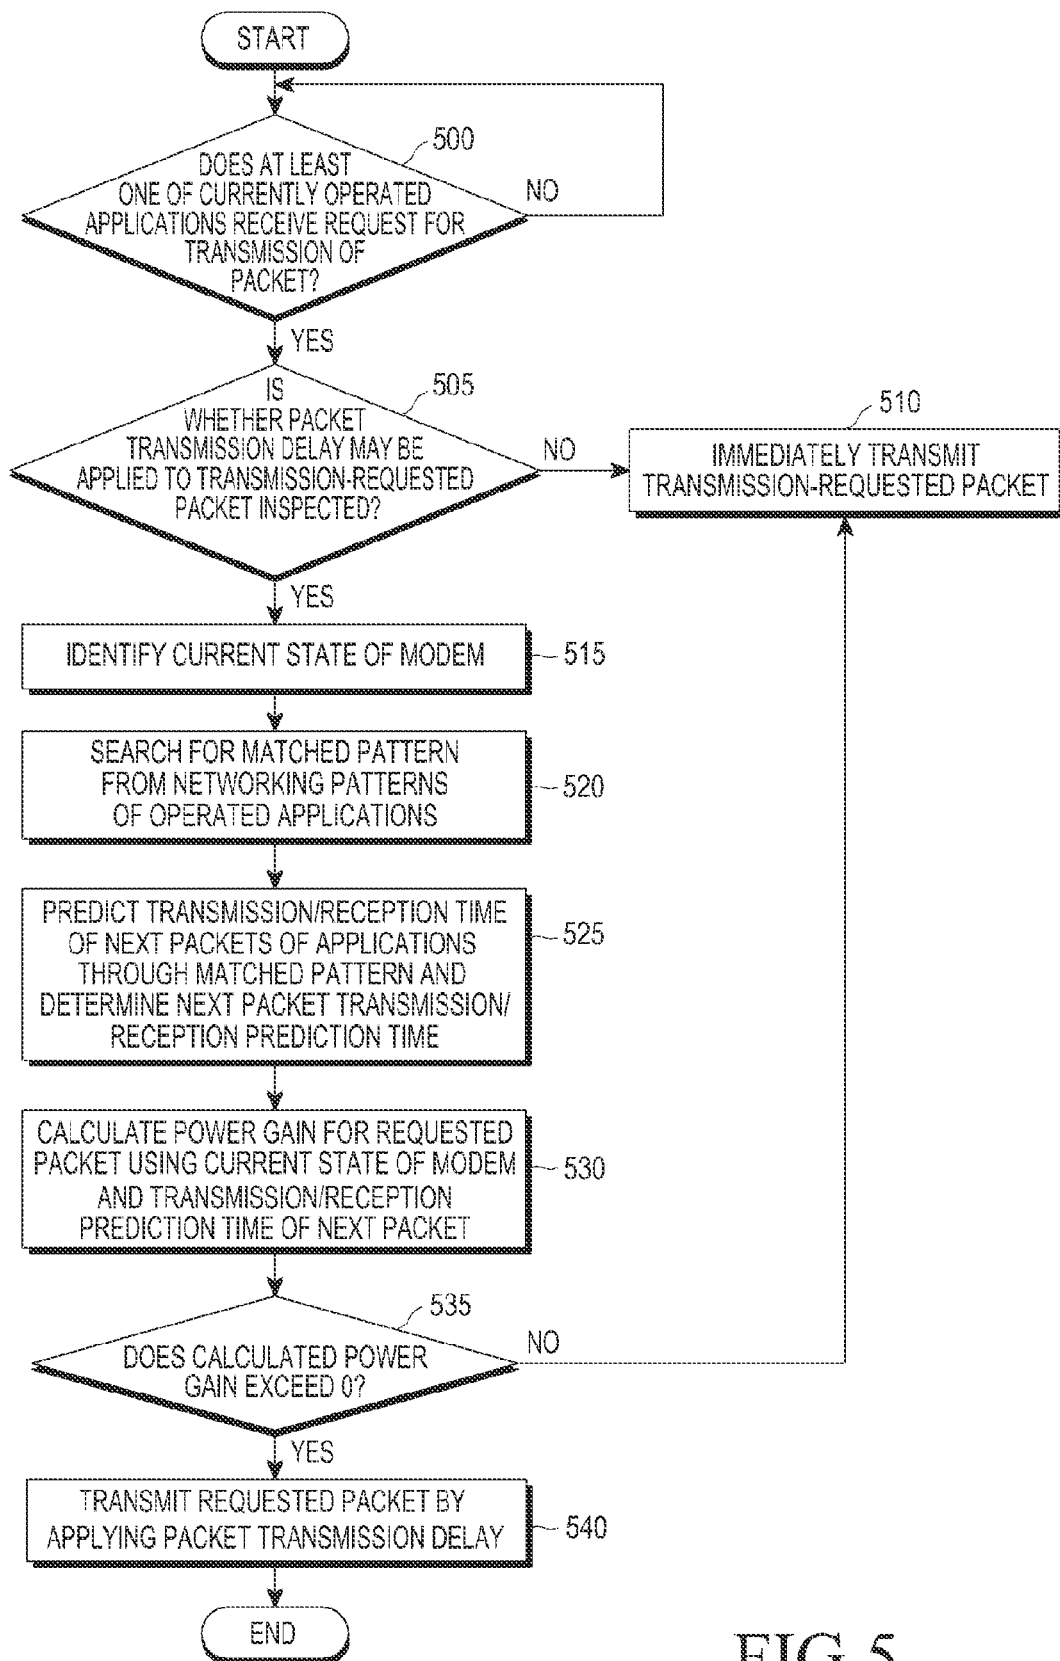 START
500
DOES AT LEAST
ONE OF CURRENTLY OPERATED
APPLICATIONS RECEIVE REQUEST FOR
TRANSMISSION OF
PACKET?
NO
YES
505
IS
WHETHER PACKET
TRANSMISSION DELAY MAY BE
APPLIED TO TRANSMISSION-REQUESTED
PACKET INSPECTED?
NO
510
IMMEDIATELY TRANSMIT
TRANSMISSION-REQUESTED PACKET
YES
IDENTIFY CURRENT STATE OF MODEM
515
SEARCH FOR MATCHED PATTERN
FROM NETWORKING PATTERNS
OF OPERATED APPLICATIONS
520
PREDICT TRANSMISSION/RECEPTION TIME
OF NEXT PACKETS OF APPLICATIONS
THROUGH MATCHED PATTERN AND
DETERMINE NEXT PACKET TRANSMISSION/
RECEPTION PREDICTION TIME
525
CALCULATE POWER GAIN FOR REQUESTED
PACKET USING CURRENT STATE OF MODEM
AND TRANSMISSION/RECEPTION
PREDICTION TIME OF NEXT PACKET
530
535
DOES CALCULATED POWER
GAIN EXCEED 0?
NO
YES
TRANSMIT REQUESTED PACKET BY
APPLYING PACKET TRANSMISSION DELAY
540
END
FIG.5